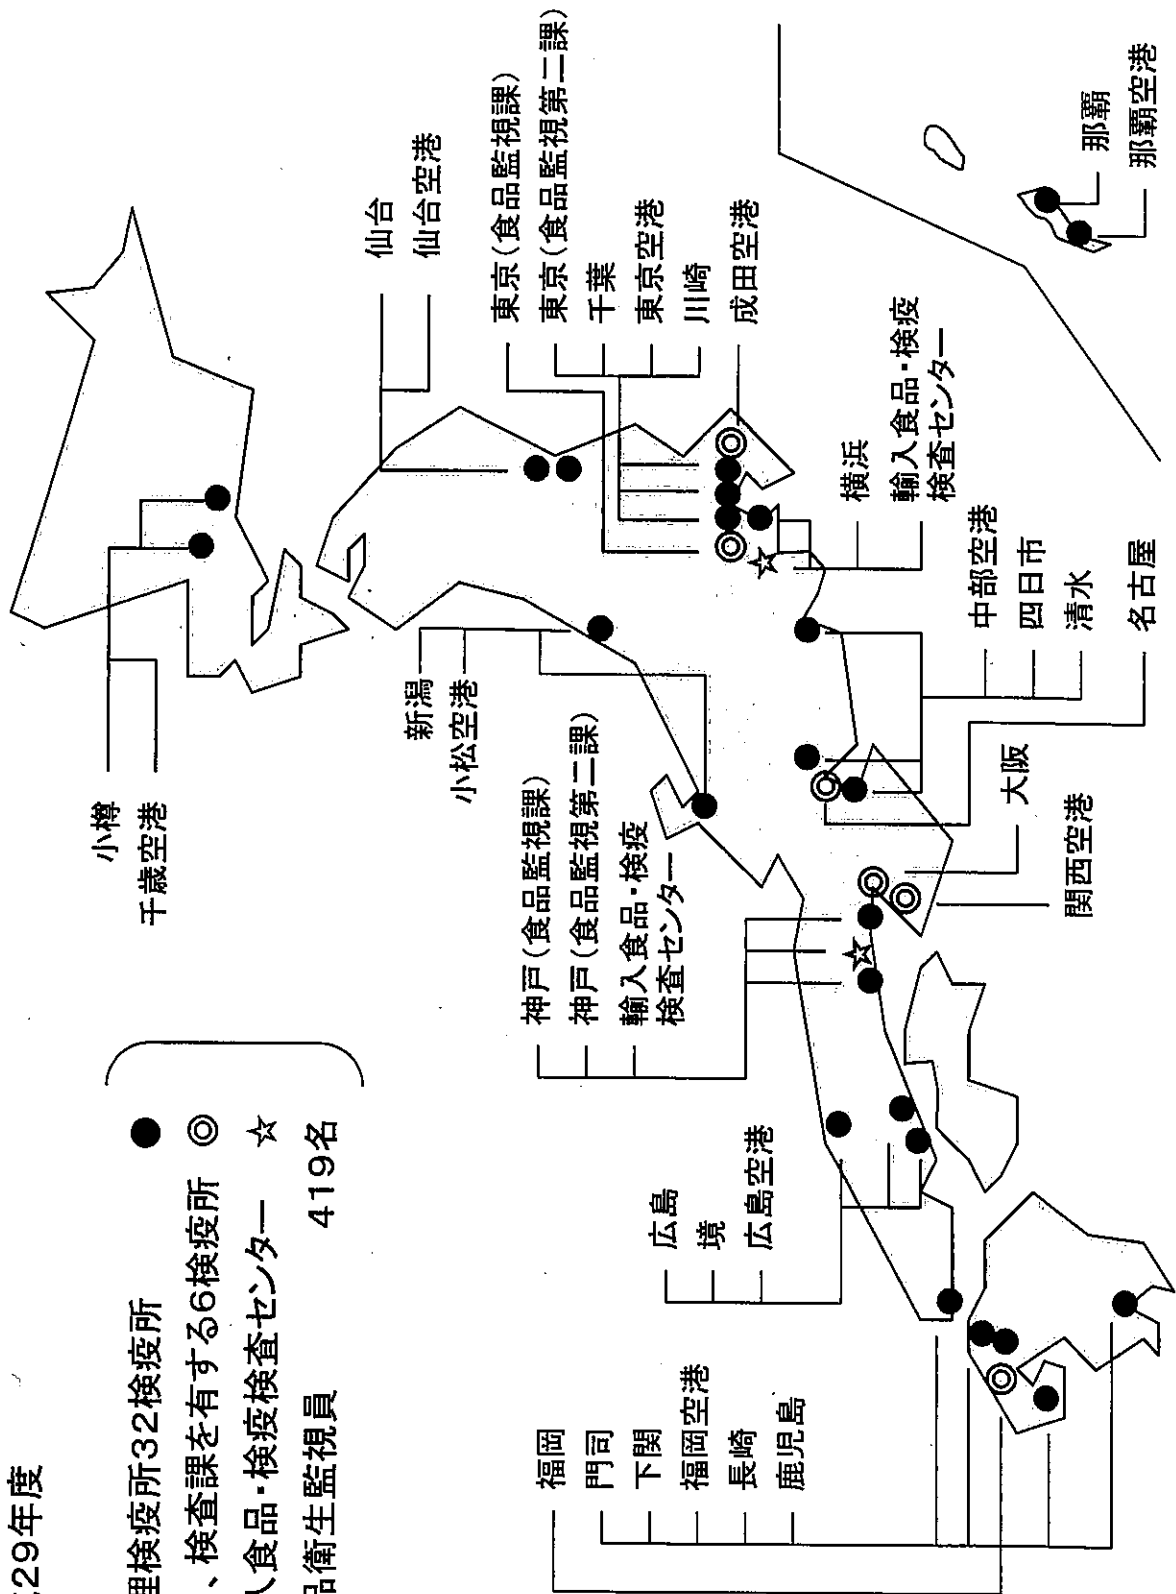 29年度
理検疫所32検疫所 ●
、検査課を有する6検疫所 ◎
入食品・検疫検査センター ☆
品衛生監視員 419名
小樽
千歳空港
新潟
小松空港
仙台
仙台空港
東京(食品監視課)
東京(食品監視第二課)
千葉
東京空港
川崎
成田空港
横浜
輸入食品・検疫
検査センター
神戸(食品監視課)
神戸(食品監視第二課)
輸入食品・検疫
検査センター
広島
境
広島空港
福岡
門司
下関
福岡空港
長崎
鹿児島
中部空港
四日市
清水
名古屋
大阪
関西空港
那覇
那覇空港